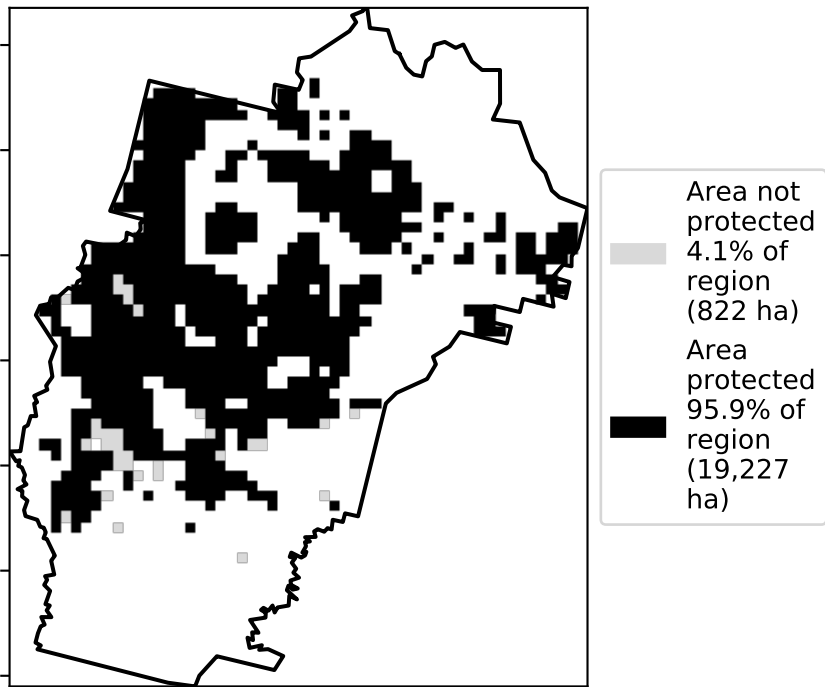 Area not
protected
4.1% of
region
(822 ha)
Area
protected
95.9% of
region
(19,227
ha)